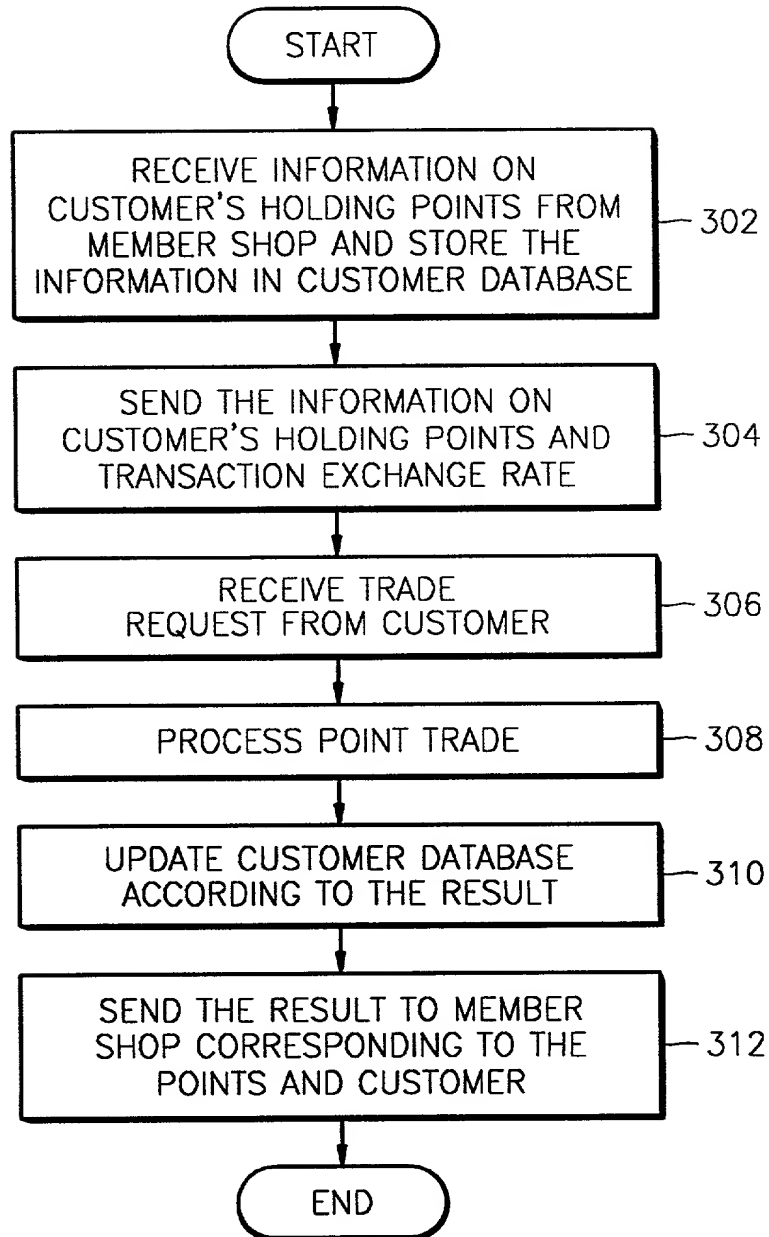 START
RECEIVE INFORMATION ON
CUSTOMER'S HOLDING POINTS FROM
MEMBER SHOP AND STORE THE
INFORMATION IN CUSTOMER DATABASE
302
SEND THE INFORMATION ON
CUSTOMER'S HOLDING POINTS AND
TRANSACTION EXCHANGE RATE
304
RECEIVE TRADE
REQUEST FROM CUSTOMER
306
PROCESS POINT TRADE
308
UPDATE CUSTOMER DATABASE
ACCORDING TO THE RESULT
310
SEND THE RESULT TO MEMBER
SHOP CORRESPONDING TO THE
POINTS AND CUSTOMER
312
END